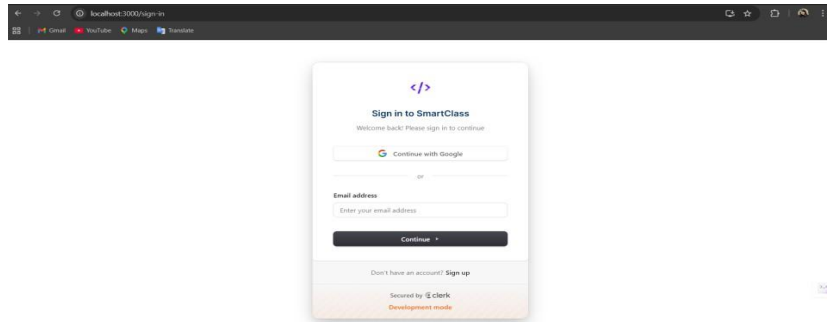 localhost:3000/sign-in
Gmail YouTube Maps Translate
</>
Sign in to SmartClass
Welcome back! Please sign in to continue
Continue with Google
or
Email address
Enter your email address
Continue
Don't have an account? Sign up
Secured by clerk
Development mode